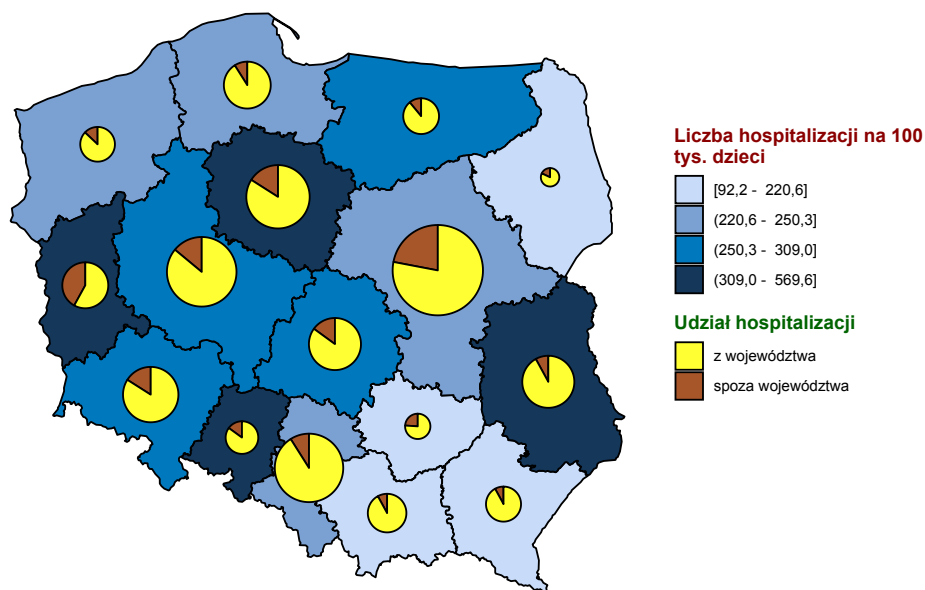 Liczba hospitalizacji na 100
tys. dzieci
[92,2 - 220,6]
(220,6 - 250,3]
(250,3 - 309,0]
(309,0 - 569,6]
Udział hospitalizacji
z województwa
spoza województwa